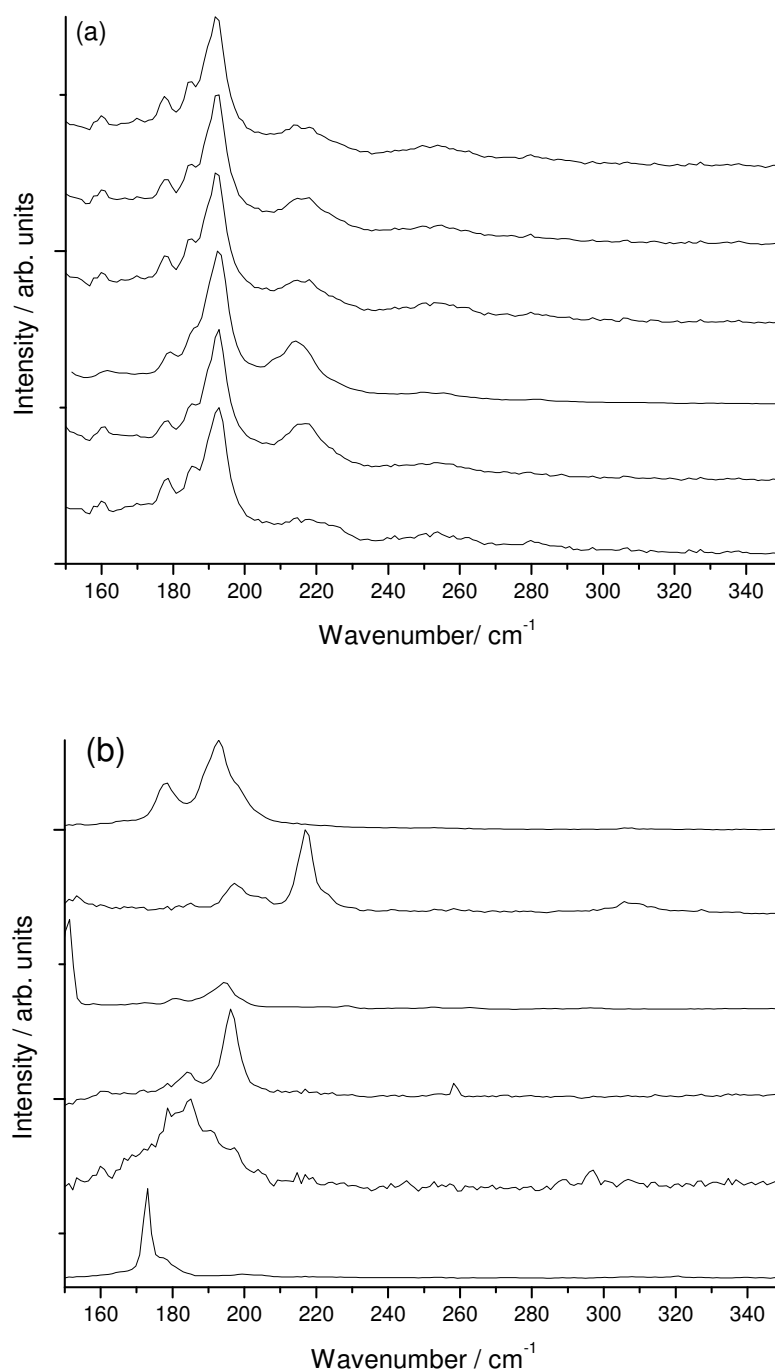 (a)
Intensity / arb. units
160 180 200 220 240 260 280 300 320 340
Wavenumber/ cm⁻¹
(b)
Intensity / arb. units
160 180 200 220 240 260 280 300 320 340
Wavenumber / cm⁻¹